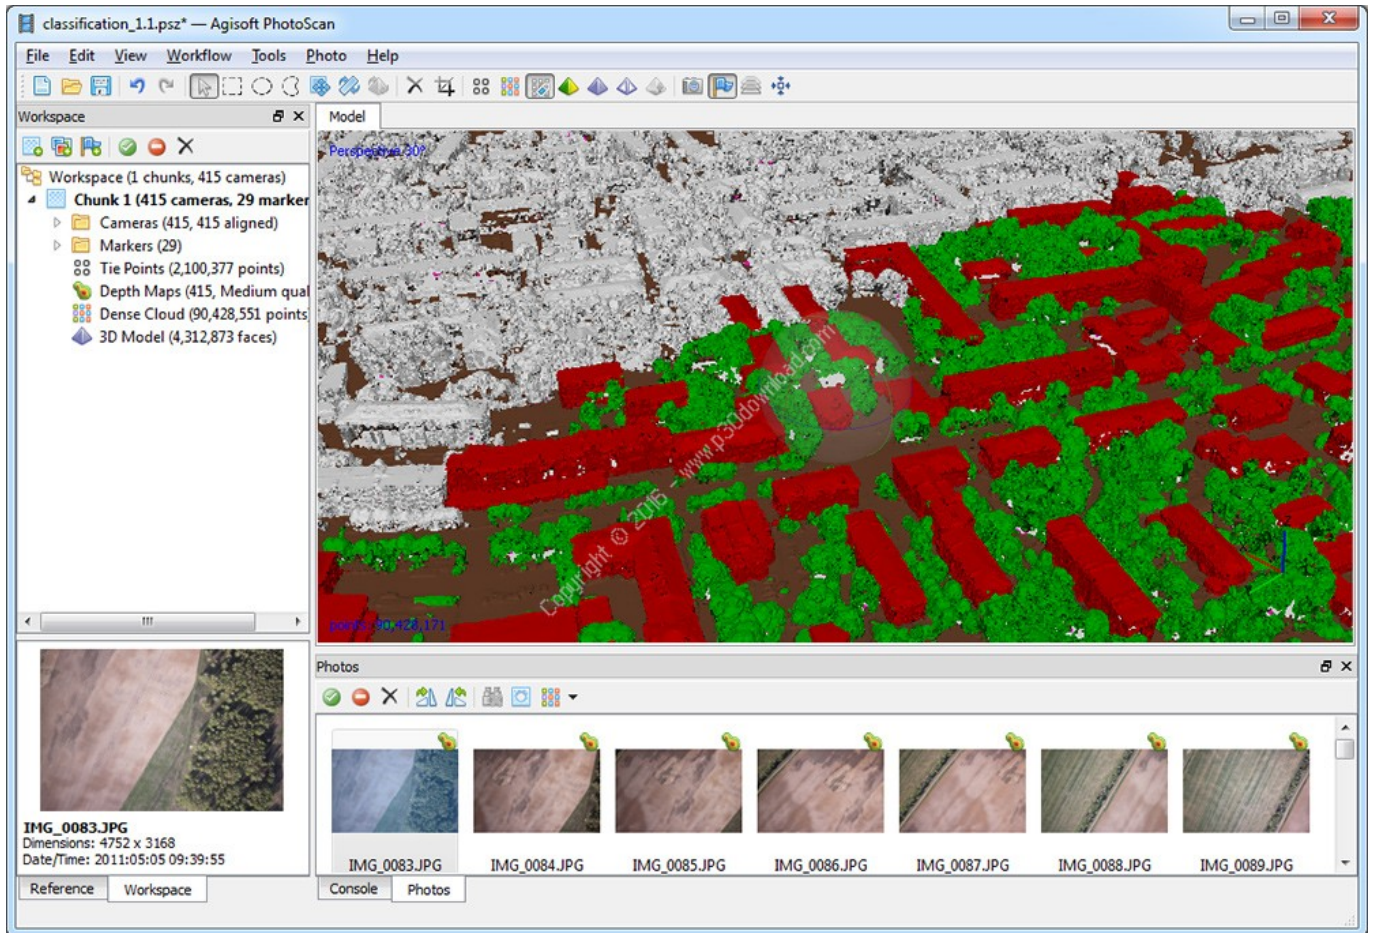 classification_1.1.psz* — Agisoft PhotoScan
File Edit View Workflow Tools Photo Help
Workspace
Model
Workspace (1 chunks, 415 cameras)
Chunk 1 (415 cameras, 29 marker
Cameras (415, 415 aligned)
Markers (29)
Tie Points (2,100,377 points)
Depth Maps (415, Medium qual
Dense Cloud (90,428,551 points
3D Model (4,312,873 faces)
Perspective 30°
Copyright © 2016 - www.p30download.com
points: 90,428,171
Photos
IMG_0083.JPG
Dimensions: 4752 x 3168
Date/Time: 2011:05:05 09:39:55
IMG_0083.JPG IMG_0084.JPG IMG_0085.JPG IMG_0086.JPG IMG_0087.JPG IMG_0088.JPG IMG_0089.JPG
Reference Workspace
Console Photos